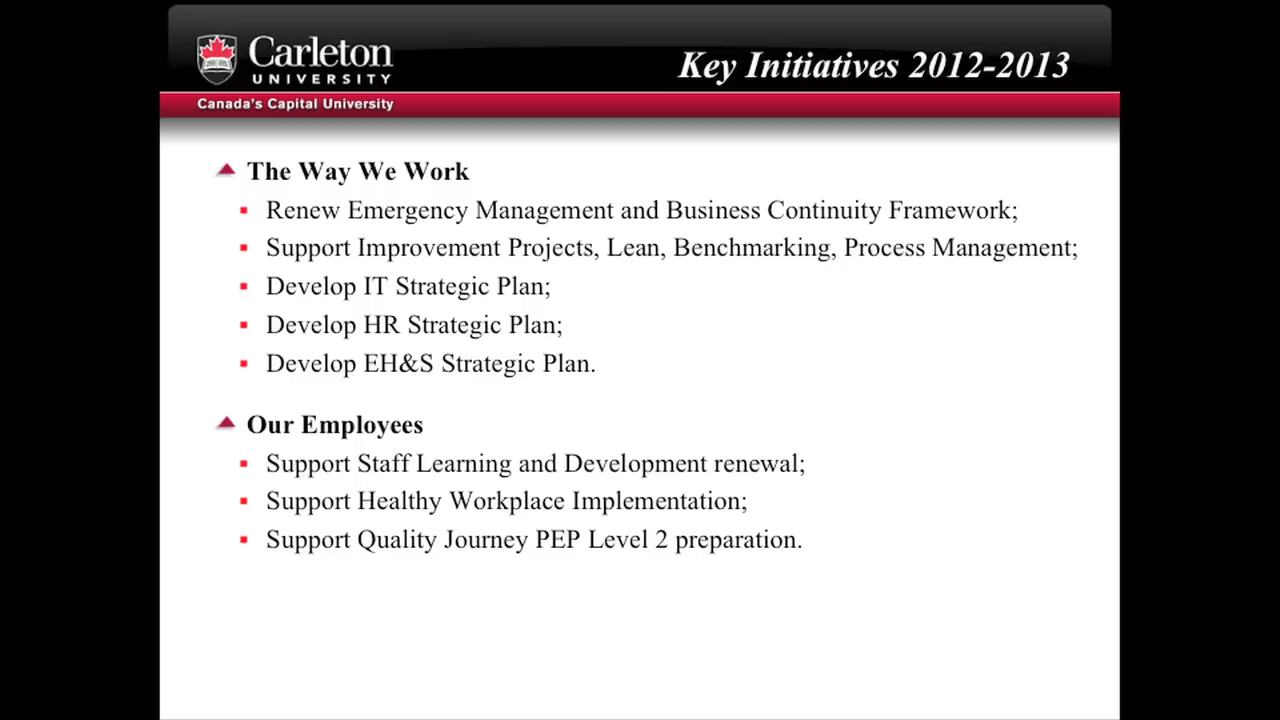 Carleton
UNIVERSITY
Key Initiatives 2012-2013
Canada's Capital University
The Way We Work
Renew Emergency Management and Business Continuity Framework;
Support Improvement Projects, Lean, Benchmarking, Process Management;
Develop IT Strategic Plan;
Develop HR Strategic Plan;
Develop EH&S Strategic Plan.
Our Employees
Support Staff Learning and Development renewal;
Support Healthy Workplace Implementation;
Support Quality Journey PEP Level 2 preparation.